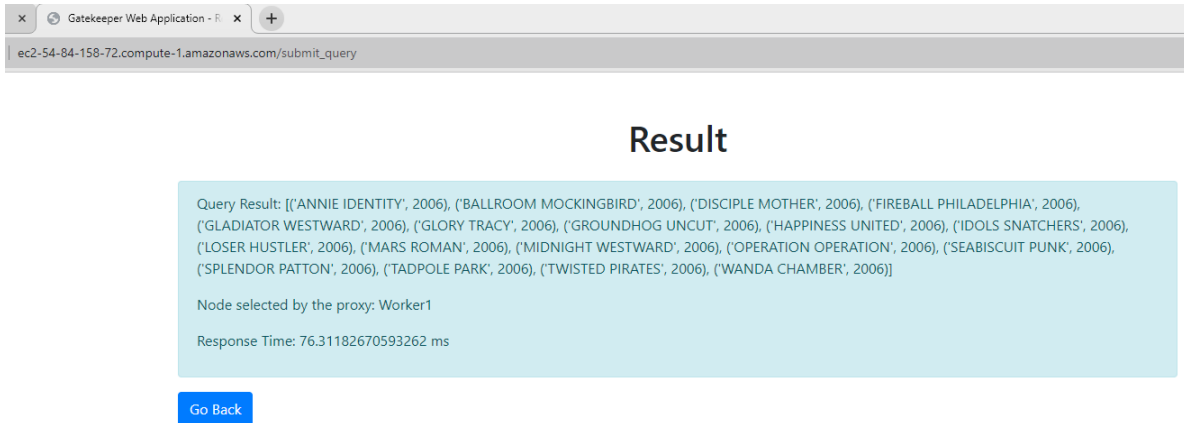 Gatekeeper Web Application - R
ec2-54-84-158-72.compute-1.amazonaws.com/submit_query
Result
Query Result: [('ANNIE IDENTITY', 2006), ('BALLROOM MOCKINGBIRD', 2006), ('DISCIPLE MOTHER', 2006), ('FIREBALL PHILADELPHIA', 2006),
('GLADIATOR WESTWARD', 2006), ('GLORY TRACY', 2006), ('GROUNDHOG UNCUT', 2006), ('HAPPINESS UNITED', 2006), ('IDOLS SNATCHERS', 2006),
('LOSER HUSTLER', 2006), ('MARS ROMAN', 2006), ('MIDNIGHT WESTWARD', 2006), ('OPERATION OPERATION', 2006), ('SEABISCUIT PUNK', 2006),
('SPLENDOR PATTON', 2006), ('TADPOLE PARK', 2006), ('TWISTED PIRATES', 2006), ('WANDA CHAMBER', 2006)]
Node selected by the proxy: Worker1
Response Time: 76.31182670593262 ms
Go Back